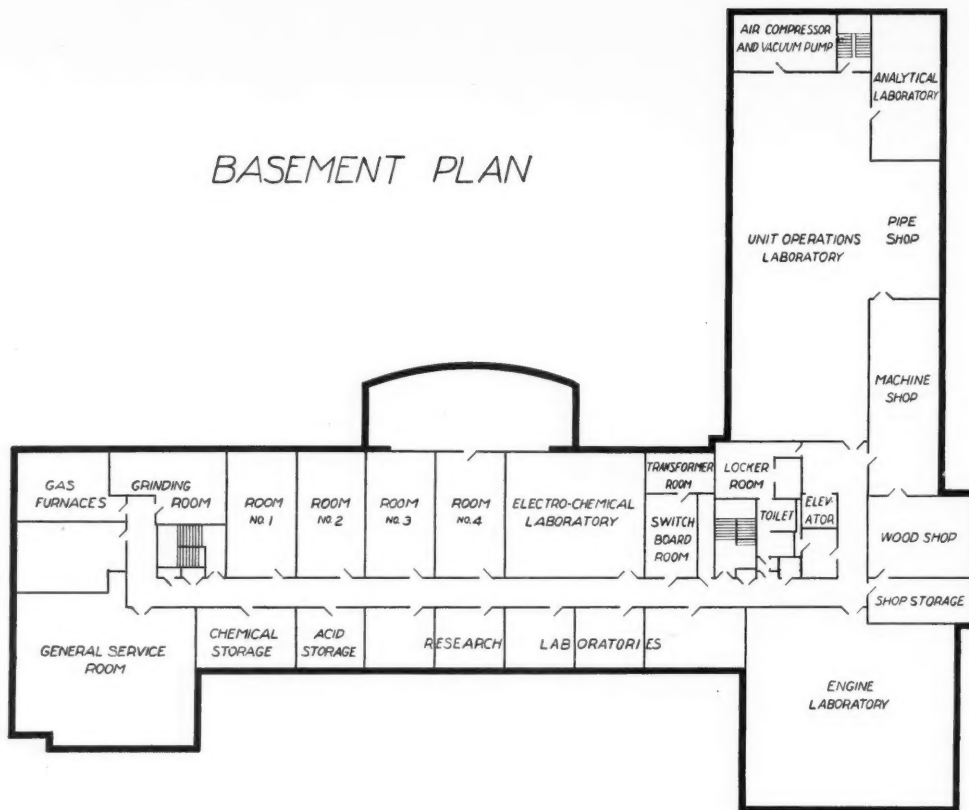 BASEMENT PLAN
AIR COMPRESSOR
AND VACUUM PUMP
ANALYTICAL
LABORATORY
UNIT OPERATIONS
LABORATORY
PIPE
SHOP
MACHINE
SHOP
GAS
FURNACES
GRINDING
ROOM
ROOM
NO. 1
ROOM
NO. 2
ROOM
NO. 3
ROOM
NO. 4
ELECTRO-CHEMICAL
LABORATORY
TRANSFORMER
ROOM
SWITCH
BOARD
ROOM
LOCKER
ROOM
TOILET
ELEV-
ATOR
WOOD SHOP
SHOP STORAGE
GENERAL SERVICE
ROOM
CHEMICAL
STORAGE
ACID
STORAGE
RESEARCH LABORATORIES
ENGINE
LABORATORY